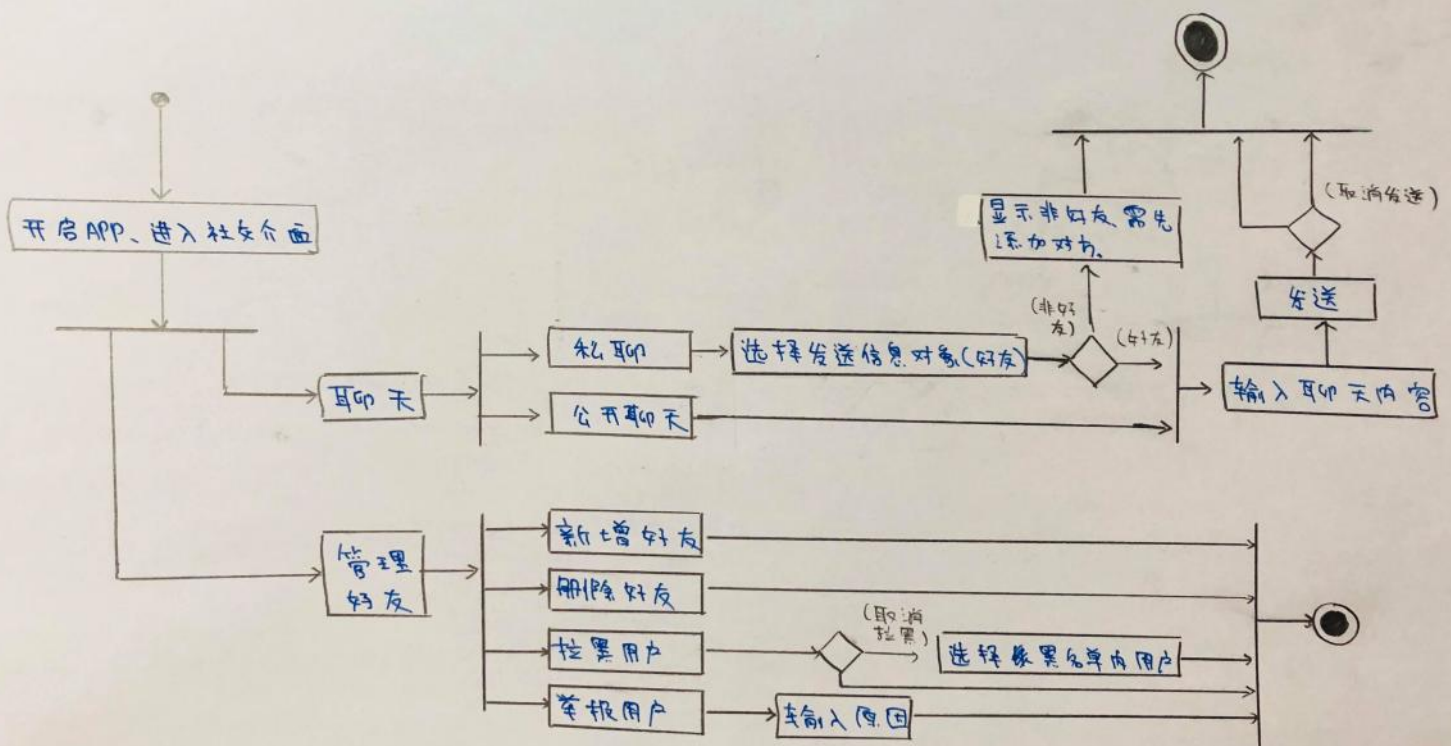 开启APP、进入社交介面
显示非好友,需先
添加对方。
(取消发送)
发送
(非好
友)
(好友)
私聊
选择发送信息对象(好友)
聊天
公开聊天
输入聊天内容
新增好友
管理
好友
删除好友
(取消
拉黑)
拉黑用户
选择黑名单内用户
举报用户
输入原因